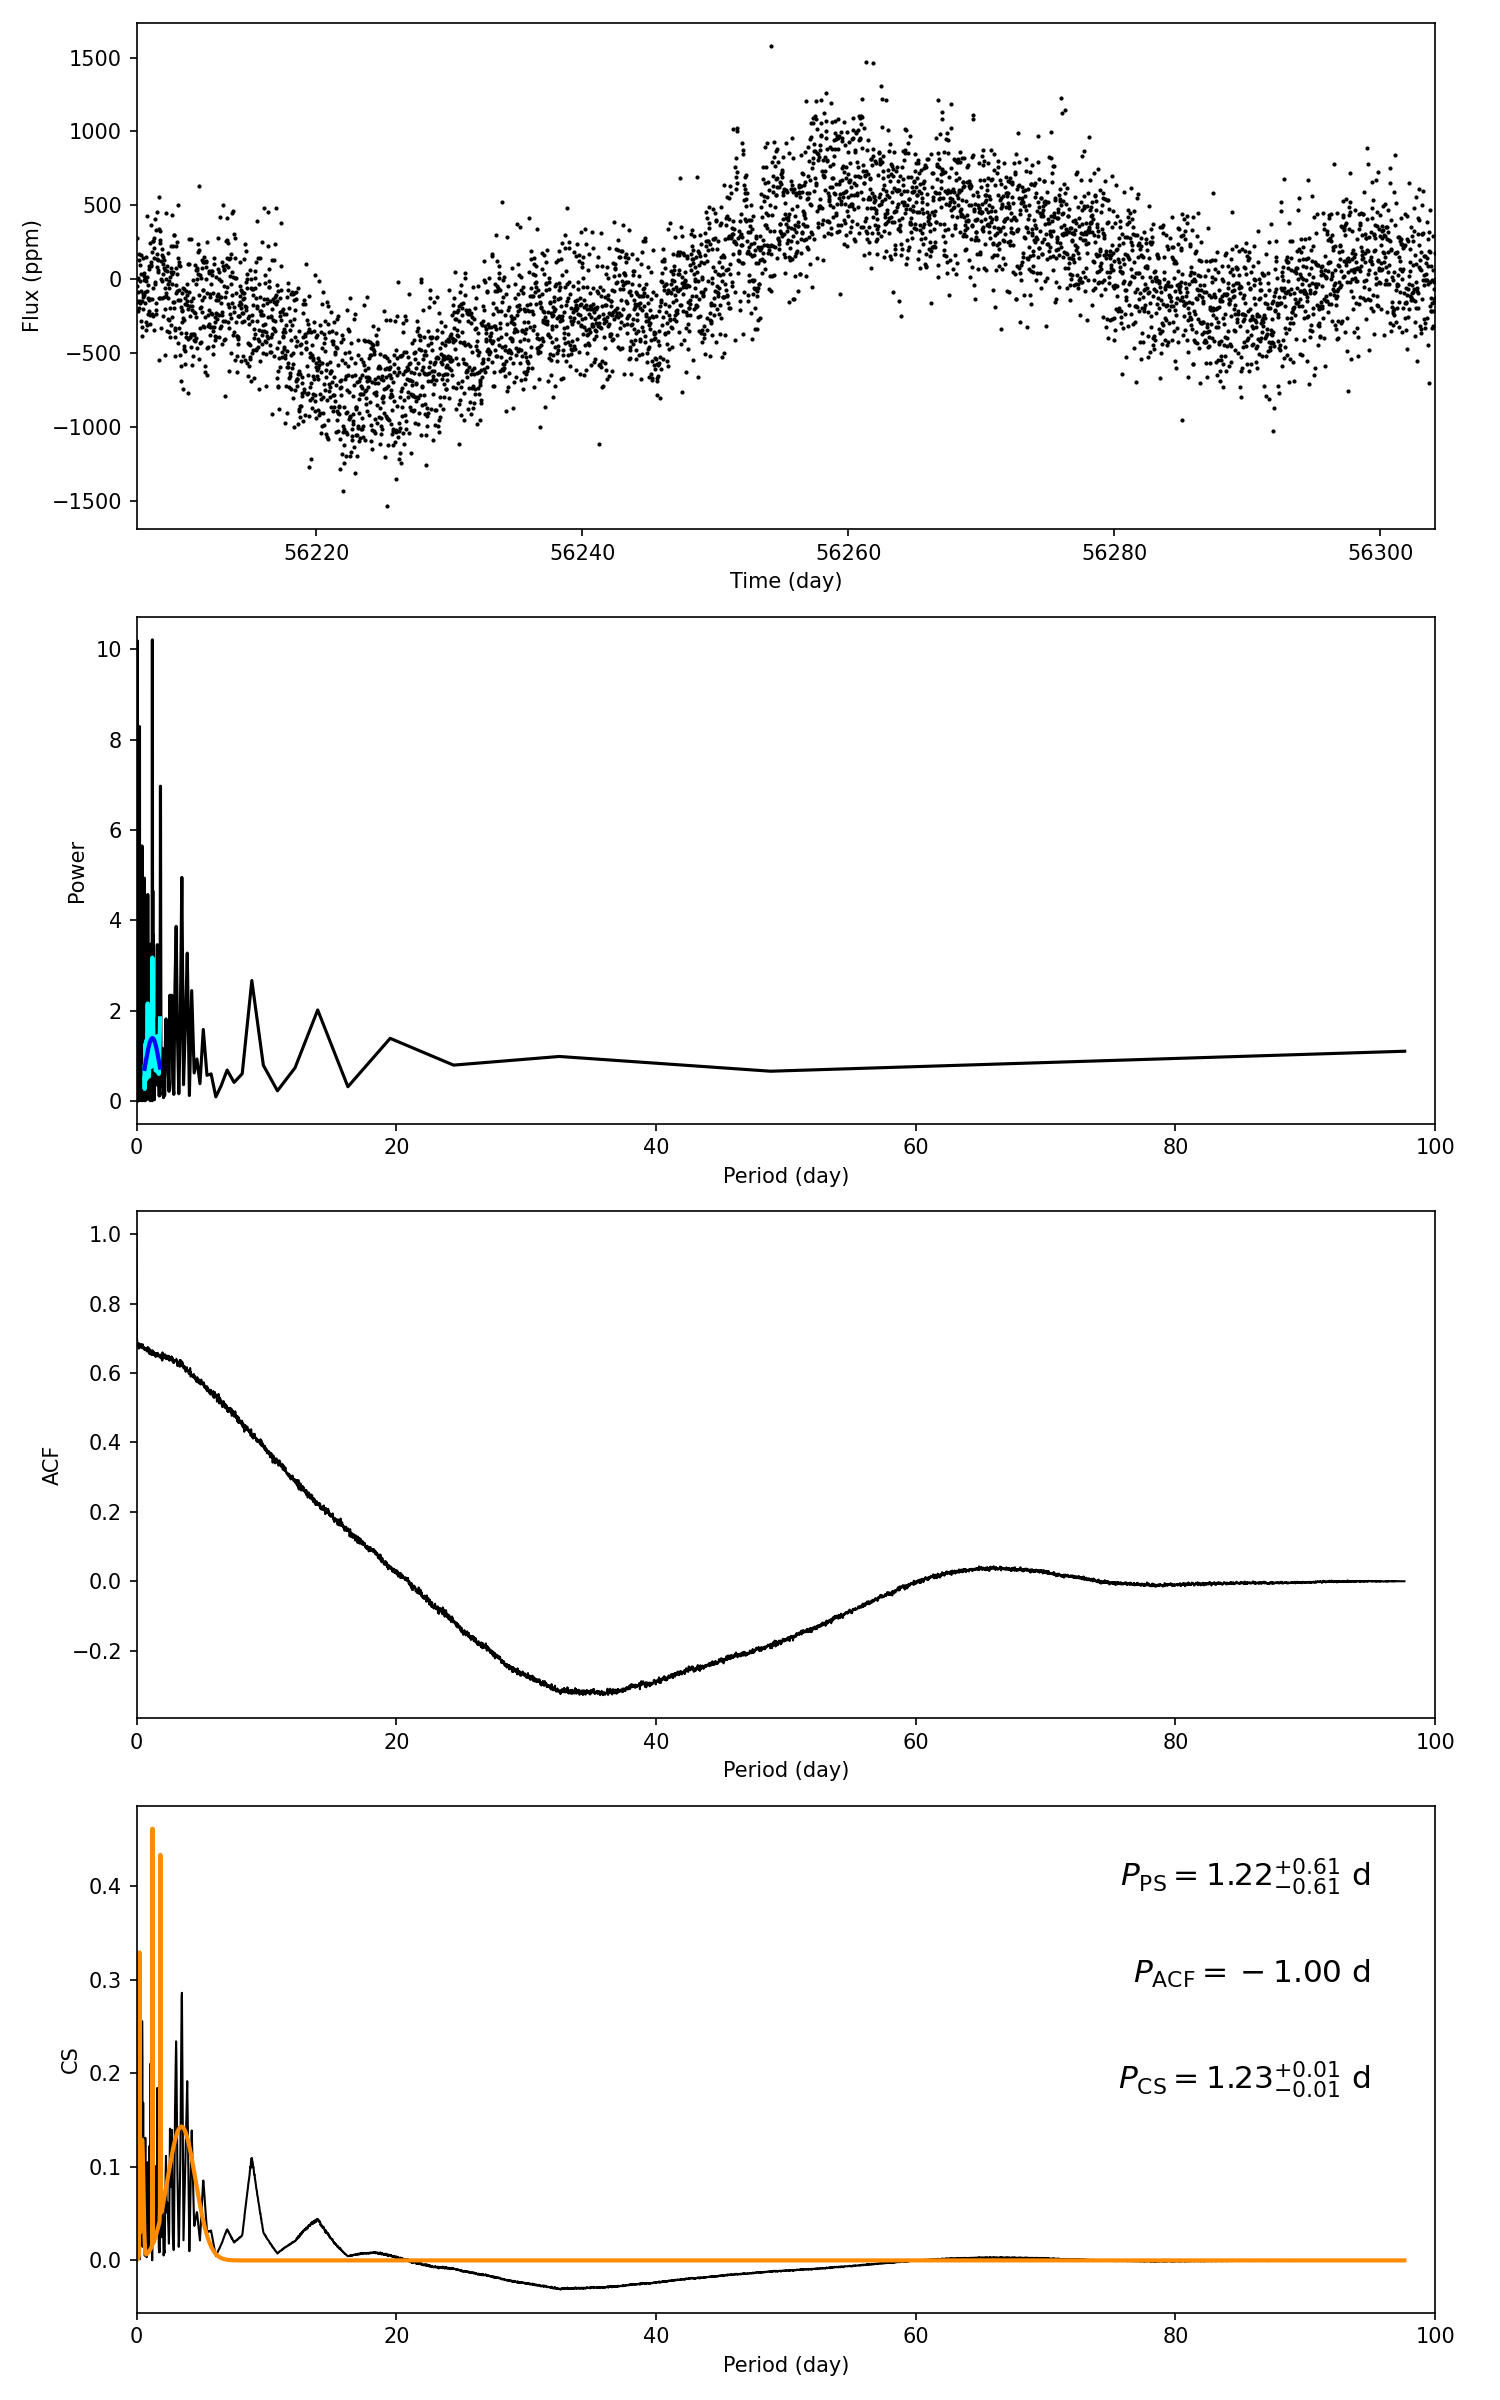 1500
1000
500
0
−500
−1000
−1500
Flux (ppm)
56220 56240 56260 56280 56300
Time (day)
10
8
6
4
2
0
Power
0 20 40 60 80 100
Period (day)
1.0
0.8
0.6
0.4
0.2
0.0
−0.2
ACF
0 20 40 60 80 100
Period (day)
0.4
0.3
0.2
0.1
0.0
CS
P_PS = 1.22 +0.61 −0.61 d
P_ACF = −1.00 d
P_CS = 1.23 +0.01 −0.01 d
0 20 40 60 80 100
Period (day)